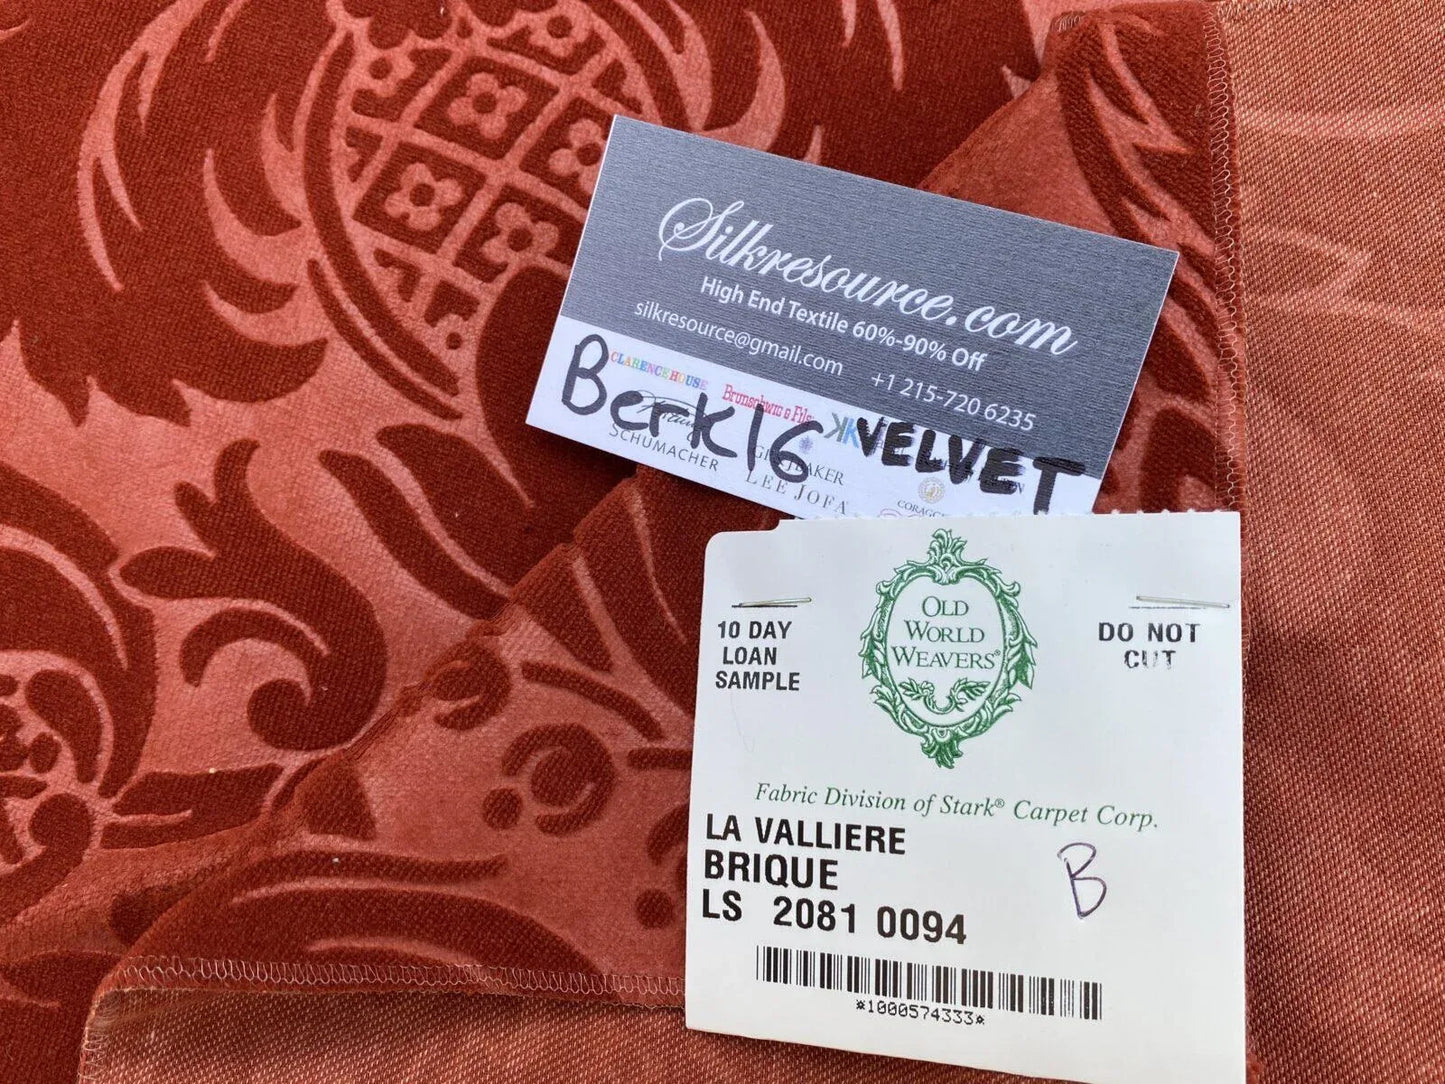 Silkresource.com
High End Textile 60%-90% Off
silkresource@gmail.com
+1 215-720 6235
CLARENCE HOUSE
Brunschwig & Fils
Berk16 VELVET
SCHUMACHER
LEE JOFA
10 DAY
LOAN
SAMPLE
OLD
WORLD
WEAVERS®
DO NOT
CUT
Fabric Division of Stark® Carpet Corp.
LA VALLIERE
BRIQUE
LS 2081 0094
B
*1000574333*